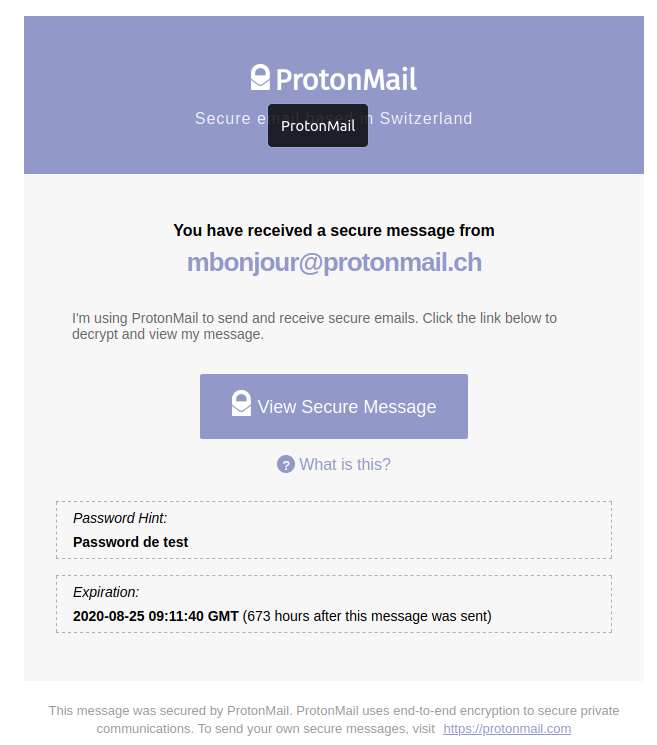 ProtonMail
Secure email based in Switzerland
ProtonMail
You have received a secure message from
mbonjour@protonmail.ch
I'm using ProtonMail to send and receive secure emails. Click the link below to
decrypt and view my message.
View Secure Message
? What is this?
Password Hint:
Password de test
Expiration:
2020-08-25 09:11:40 GMT (673 hours after this message was sent)
This message was secured by ProtonMail. ProtonMail uses end-to-end encryption to secure private
communications. To send your own secure messages, visit https://protonmail.com